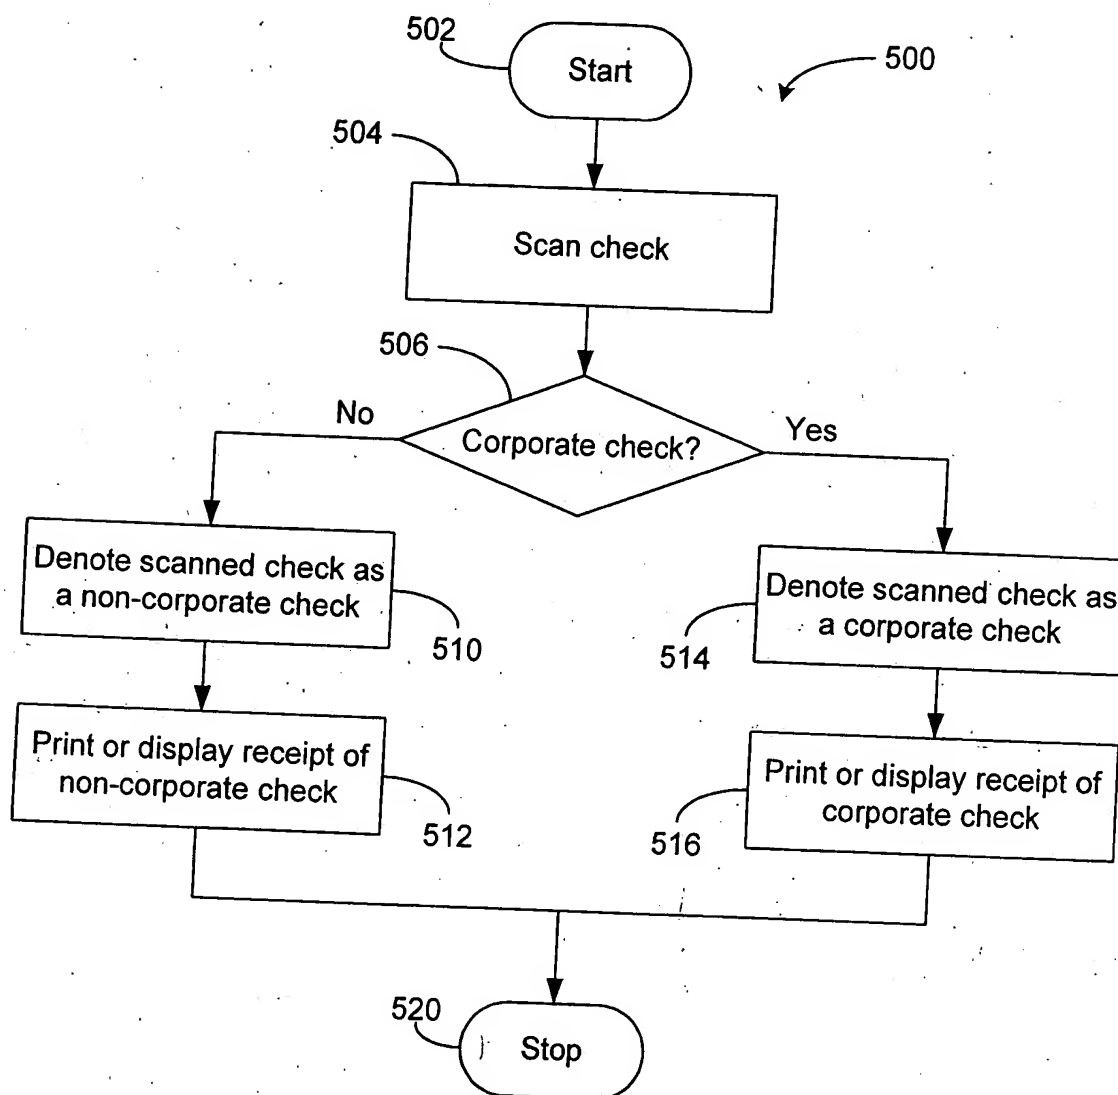 502
Start
500
504
Scan check
506
No
Corporate check?
Yes
Denote scanned check as
a non-corporate check
510
Denote scanned check as
a corporate check
514
Print or display receipt of
non-corporate check
512
Print or display receipt of
corporate check
516
520
Stop